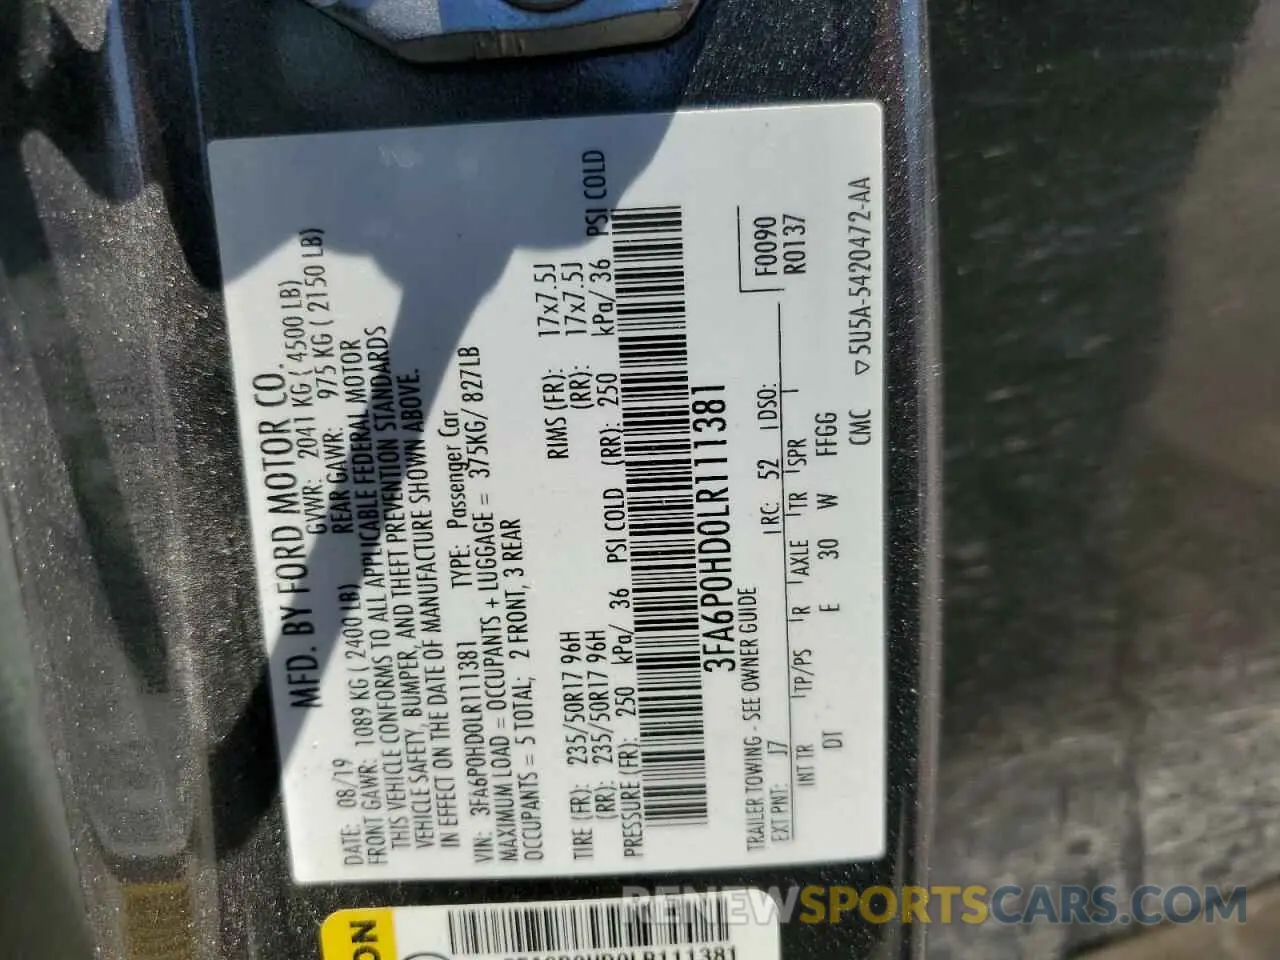 MFD. BY FORD MOTOR CO.
DATE: 08/19 GVWR: 2041 KG ( 4500 LB)
FRONT GAWR: 1089 KG ( 2400 LB) REAR GAWR: 975 KG ( 2150 LB)
THIS VEHICLE CONFORMS TO ALL APPLICABLE FEDERAL MOTOR
VEHICLE SAFETY, BUMPER, AND THEFT PREVENTION STANDARDS
IN EFFECT ON THE DATE OF MANUFACTURE SHOWN ABOVE.
VIN: 3FA6P0HD0LR111381 TYPE: Passenger Car
MAXIMUM LOAD = OCCUPANTS + LUGGAGE = 375KG/ 827LB
OCCUPANTS = 5 TOTAL; 2 FRONT, 3 REAR
TIRE (FR): 235/50R17 96H RIMS (FR): 17x7.5J
(RR): 235/50R17 96H (RR): 17x7.5J
PRESSURE (FR): 250 kPa/ 36 PSI COLD (RR): 250 kPa/ 36 PSI COLD
3FA6P0HD0LR111381
TRAILER TOWING - SEE OWNER GUIDE
F0090
EXT PNT: J7 RC: 52 DSO: R0137
INT TR TP/PS R AXLE TR SPR
DT E 30 W FFGG
CMC ▽5U5A-5420472-AA
ON
3FA6P0HD0LR111381
RENEWSPORTSCARS.COM